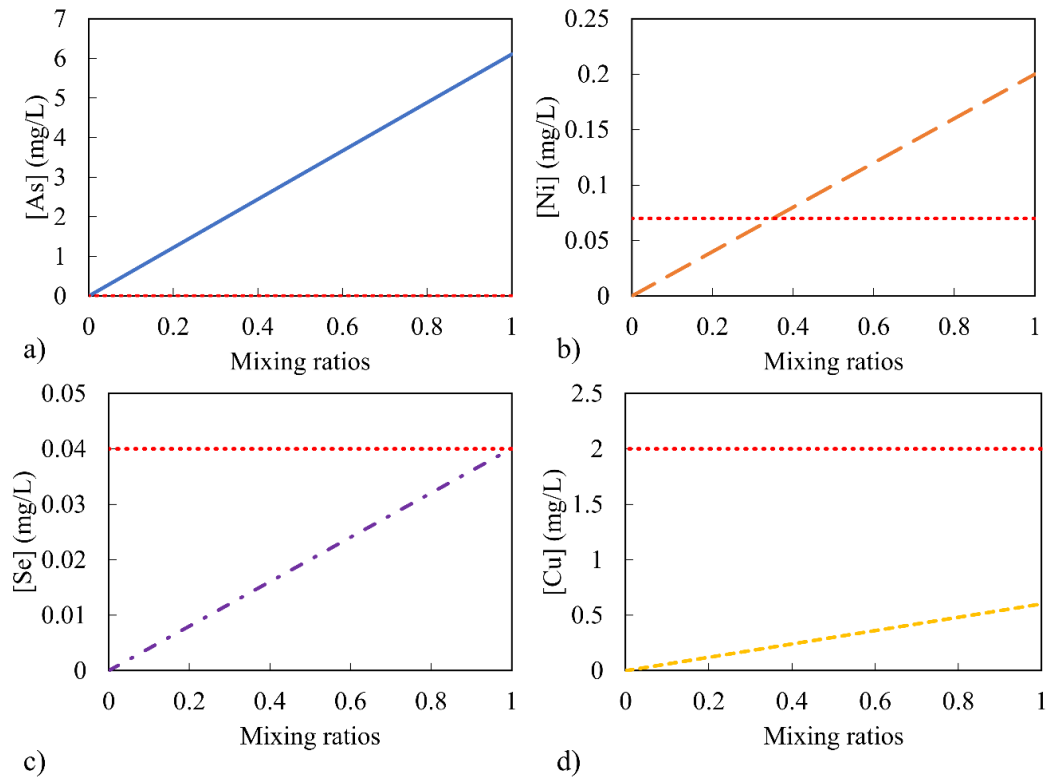 [As] (mg/L)
7
6
5
4
3
2
1
0
0 0.2 0.4 0.6 0.8 1
Mixing ratios
a)
[Ni] (mg/L)
0.25
0.2
0.15
0.1
0.05
0
0 0.2 0.4 0.6 0.8 1
Mixing ratios
b)
[Se] (mg/L)
0.05
0.04
0.03
0.02
0.01
0
0 0.2 0.4 0.6 0.8 1
Mixing ratios
c)
[Cu] (mg/L)
2.5
2
1.5
1
0.5
0
0 0.2 0.4 0.6 0.8 1
Mixing ratios
d)